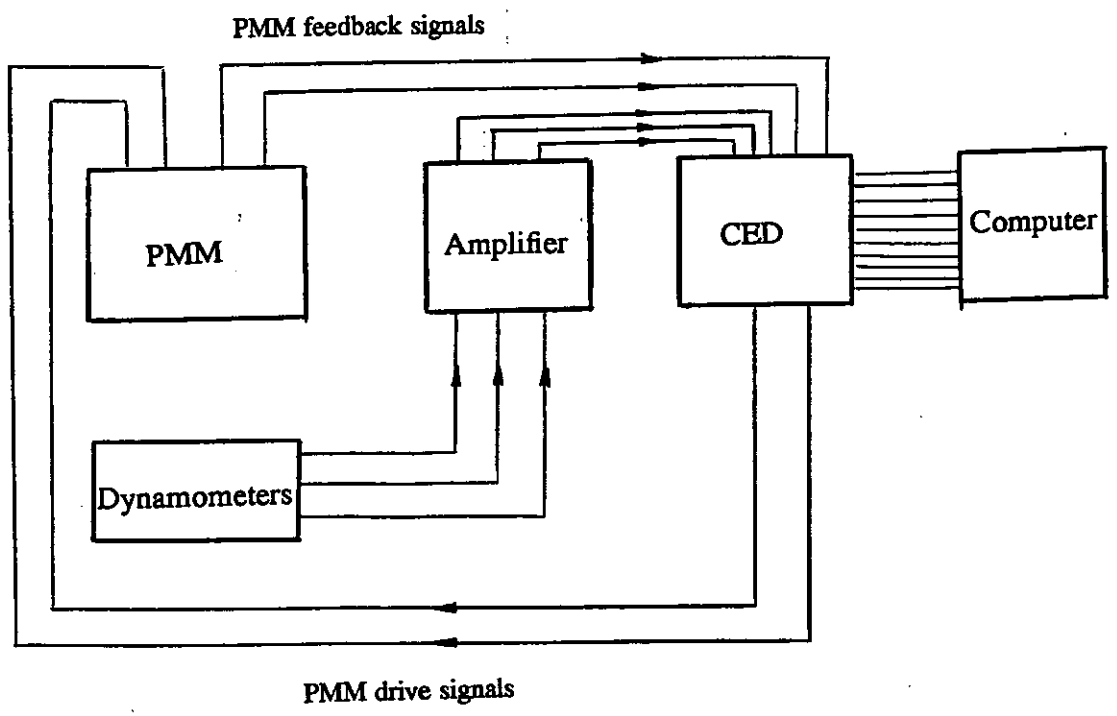 PMM feedback signals
PMM
Amplifier
CED
Computer
Dynamometers
PMM drive signals